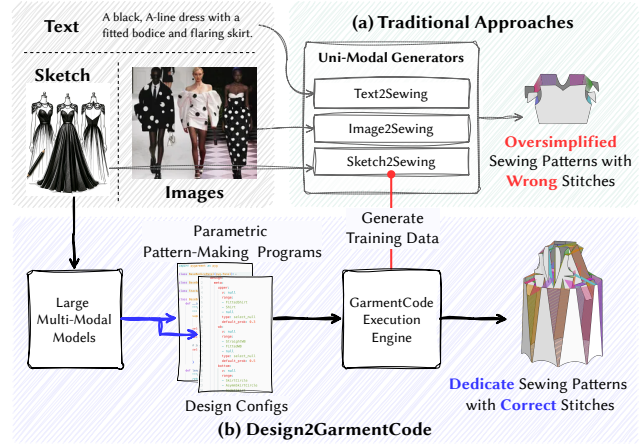 Text
A black, A-line dress with a
fitted bodice and flaring skirt.
(a) Traditional Approaches
Sketch
Images
Uni-Modal Generators
Text2Sewing
Image2Sewing
Sketch2Sewing
Oversimplified
Sewing Patterns with
Wrong Stitches
Generate
Training Data
Parametric
Pattern-Making Programs
Large
Multi-Modal
Models
Design Configs
GarmentCode
Execution
Engine
Dedicate Sewing Patterns
with Correct Stitches
(b) Design2GarmentCode